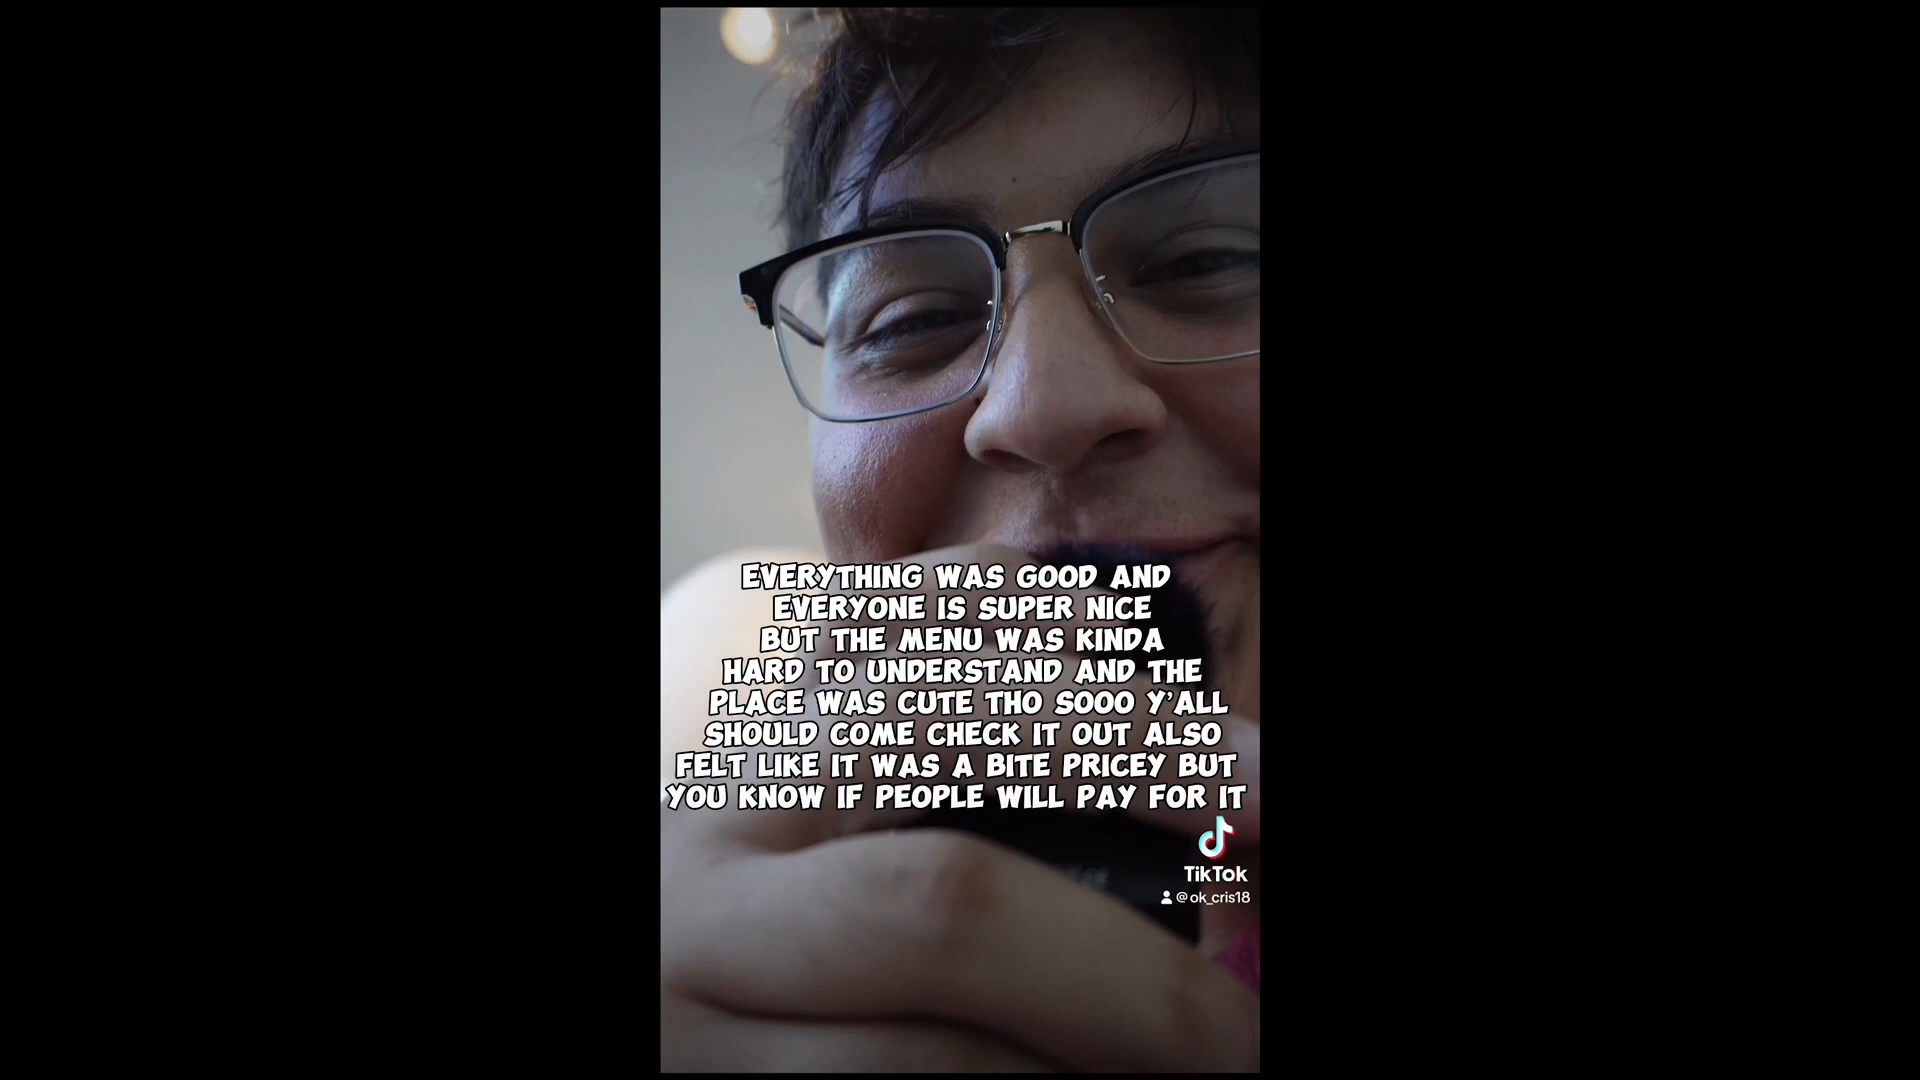 EVERYTHING WAS GOOD AND
EVERYONE IS SUPER NICE
BUT THE MENU WAS KINDA
HARD TO UNDERSTAND AND THE
PLACE WAS CUTE THO SOOO Y'ALL
SHOULD COME CHECK IT OUT ALSO
FELT LIKE IT WAS A BITE PRICEY BUT
YOU KNOW IF PEOPLE WILL PAY FOR IT
TikTok
@ok_cris18